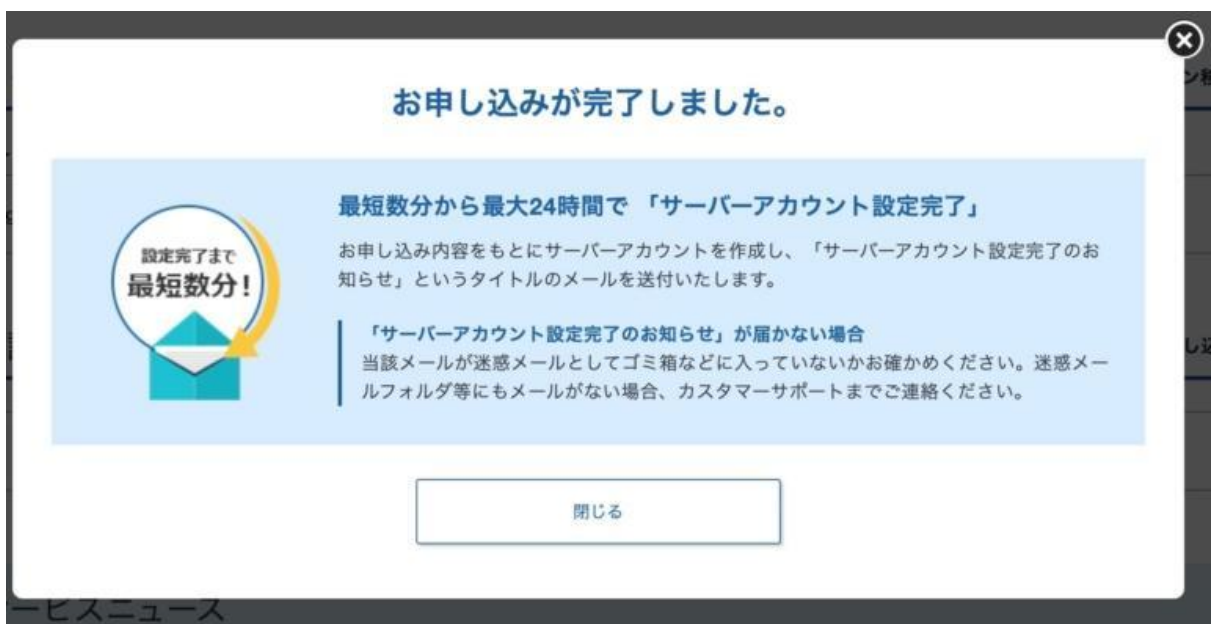 お申し込みが完了しました。
設定完了まで
最短数分!
最短数分から最大24時間で 「サーバーアカウント設定完了」
お申し込み内容をもとにサーバーアカウントを作成し、「サーバーアカウント設定完了のお
知らせ」というタイトルのメールを送付いたします。
「サーバーアカウント設定完了のお知らせ」が届かない場合
当該メールが迷惑メールとしてゴミ箱などに入っていないかお確かめください。迷惑メー
ルフォルダ等にもメールがない場合、カスタマーサポートまでご連絡ください。
閉じる
ービスニュース